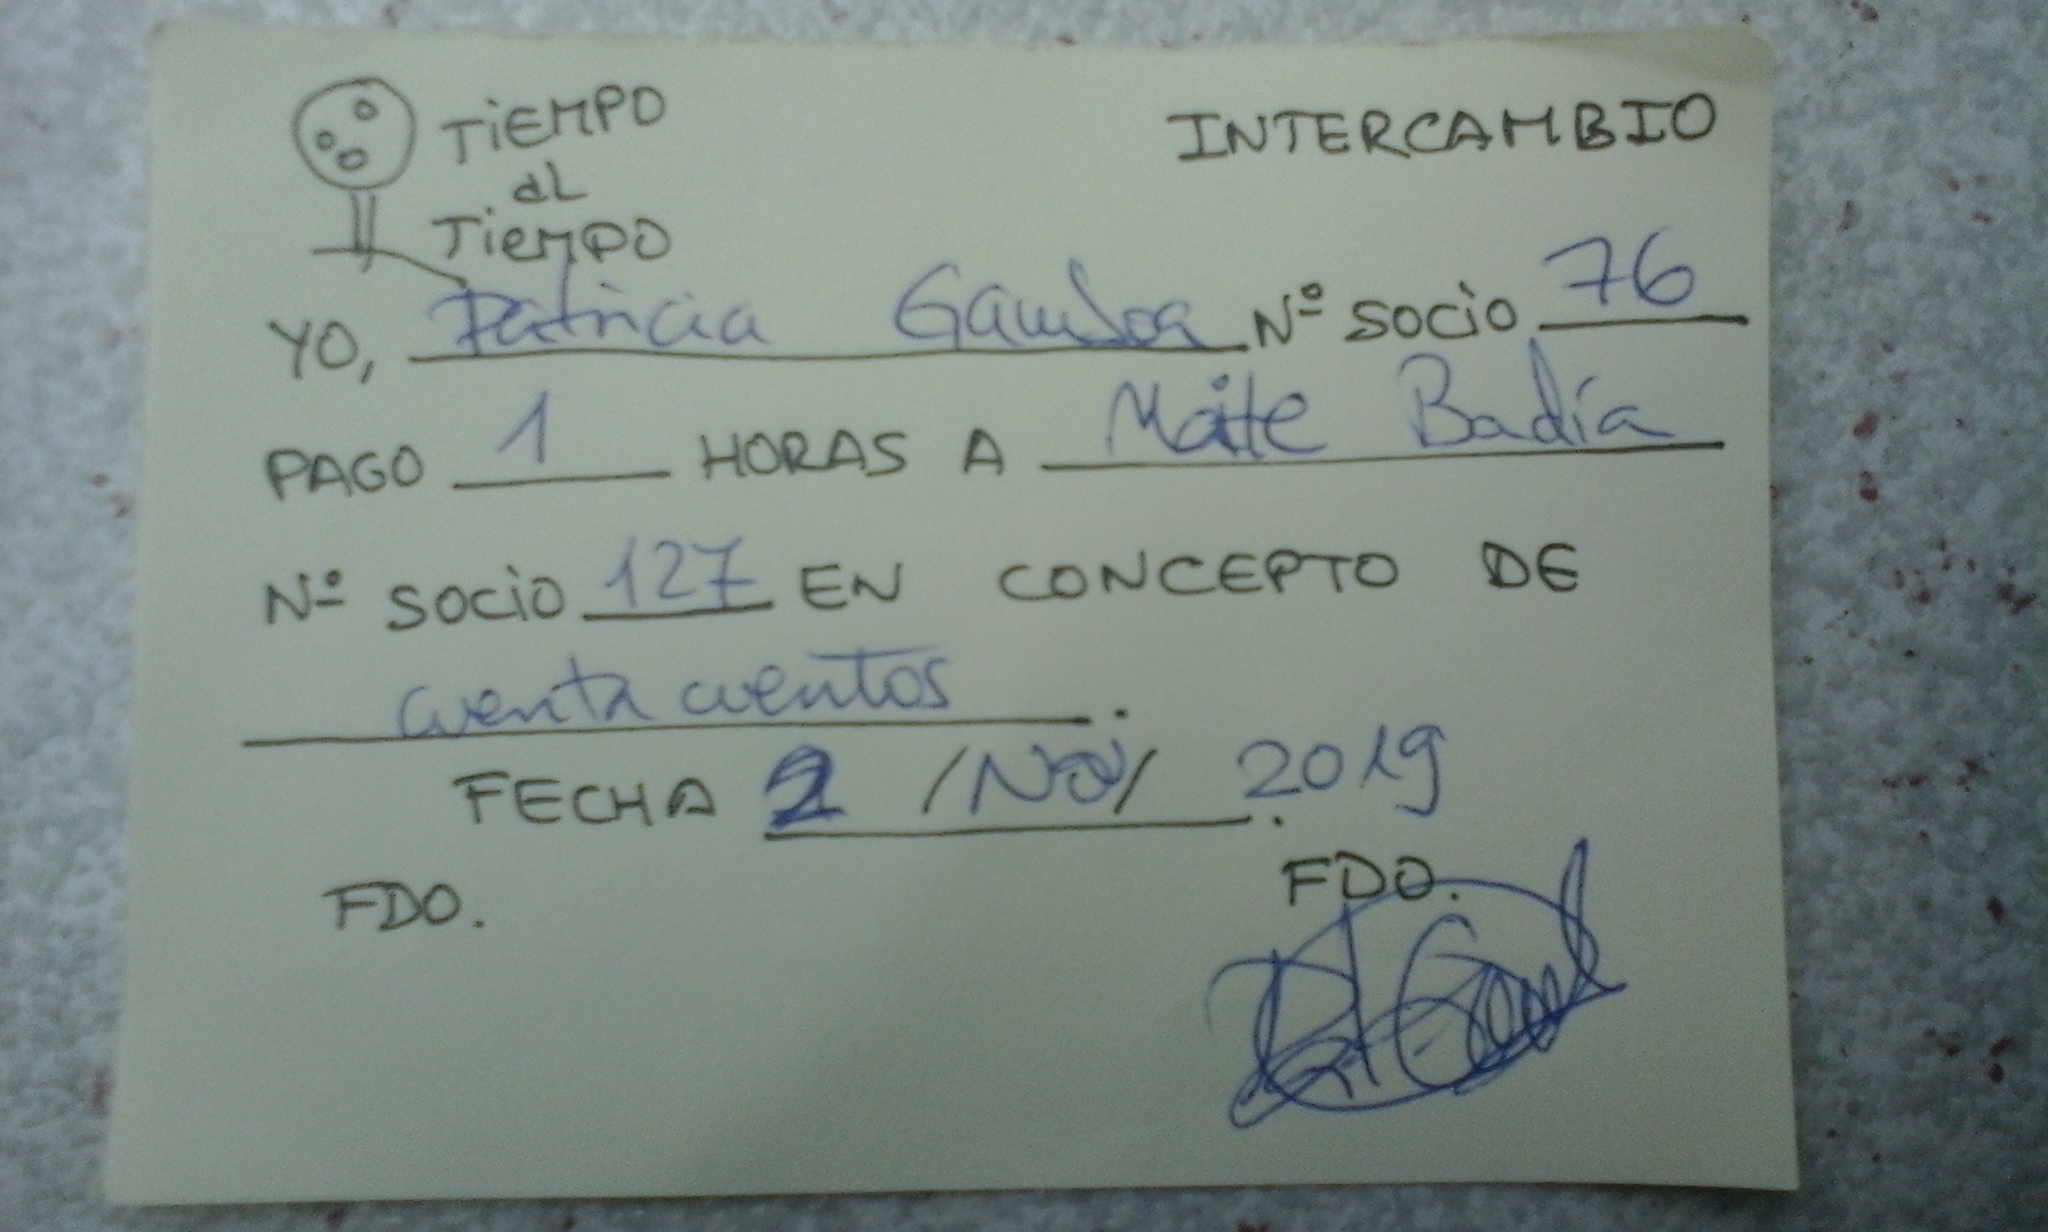 TiEMPO
aL
TiEMPO
INTERCAMBIO
YO, Patricia Gamboa Nº SOCIO 76
PAGO 1 HORAS A Maite Badía
Nº SOCIO 127 EN CONCEPTO DE
cuenta cuentos.
FECHA 2 /Nov/ 2019.
FDO. FDO.